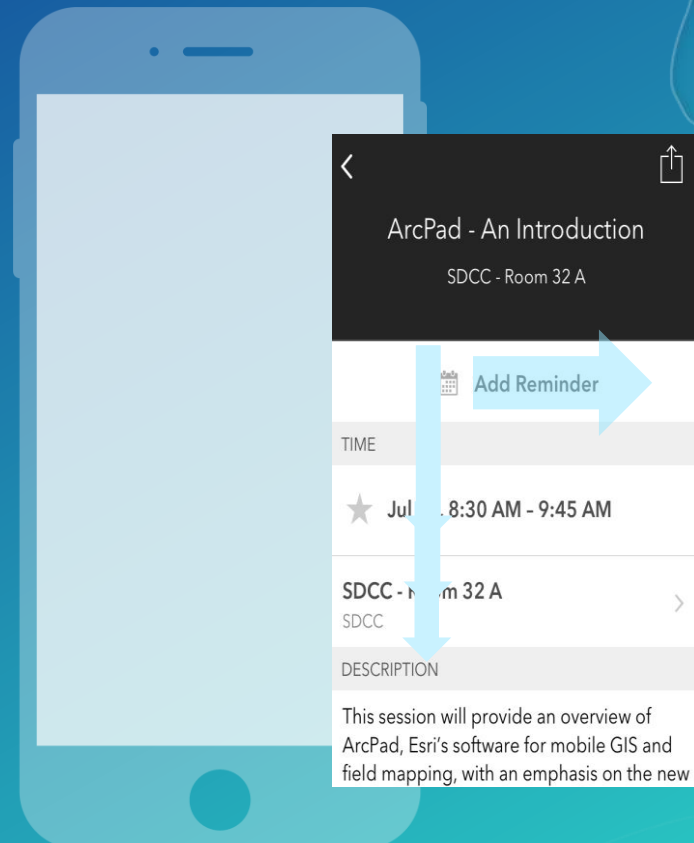 ArcPad - An Introduction
SDCC - Room 32 A
Add Reminder
TIME
Jul 8:30 AM – 9:45 AM
SDCC - m 32 A
SDCC
DESCRIPTION
This session will provide an overview of
ArcPad, Esri's software for mobile GIS and
field mapping, with an emphasis on the new